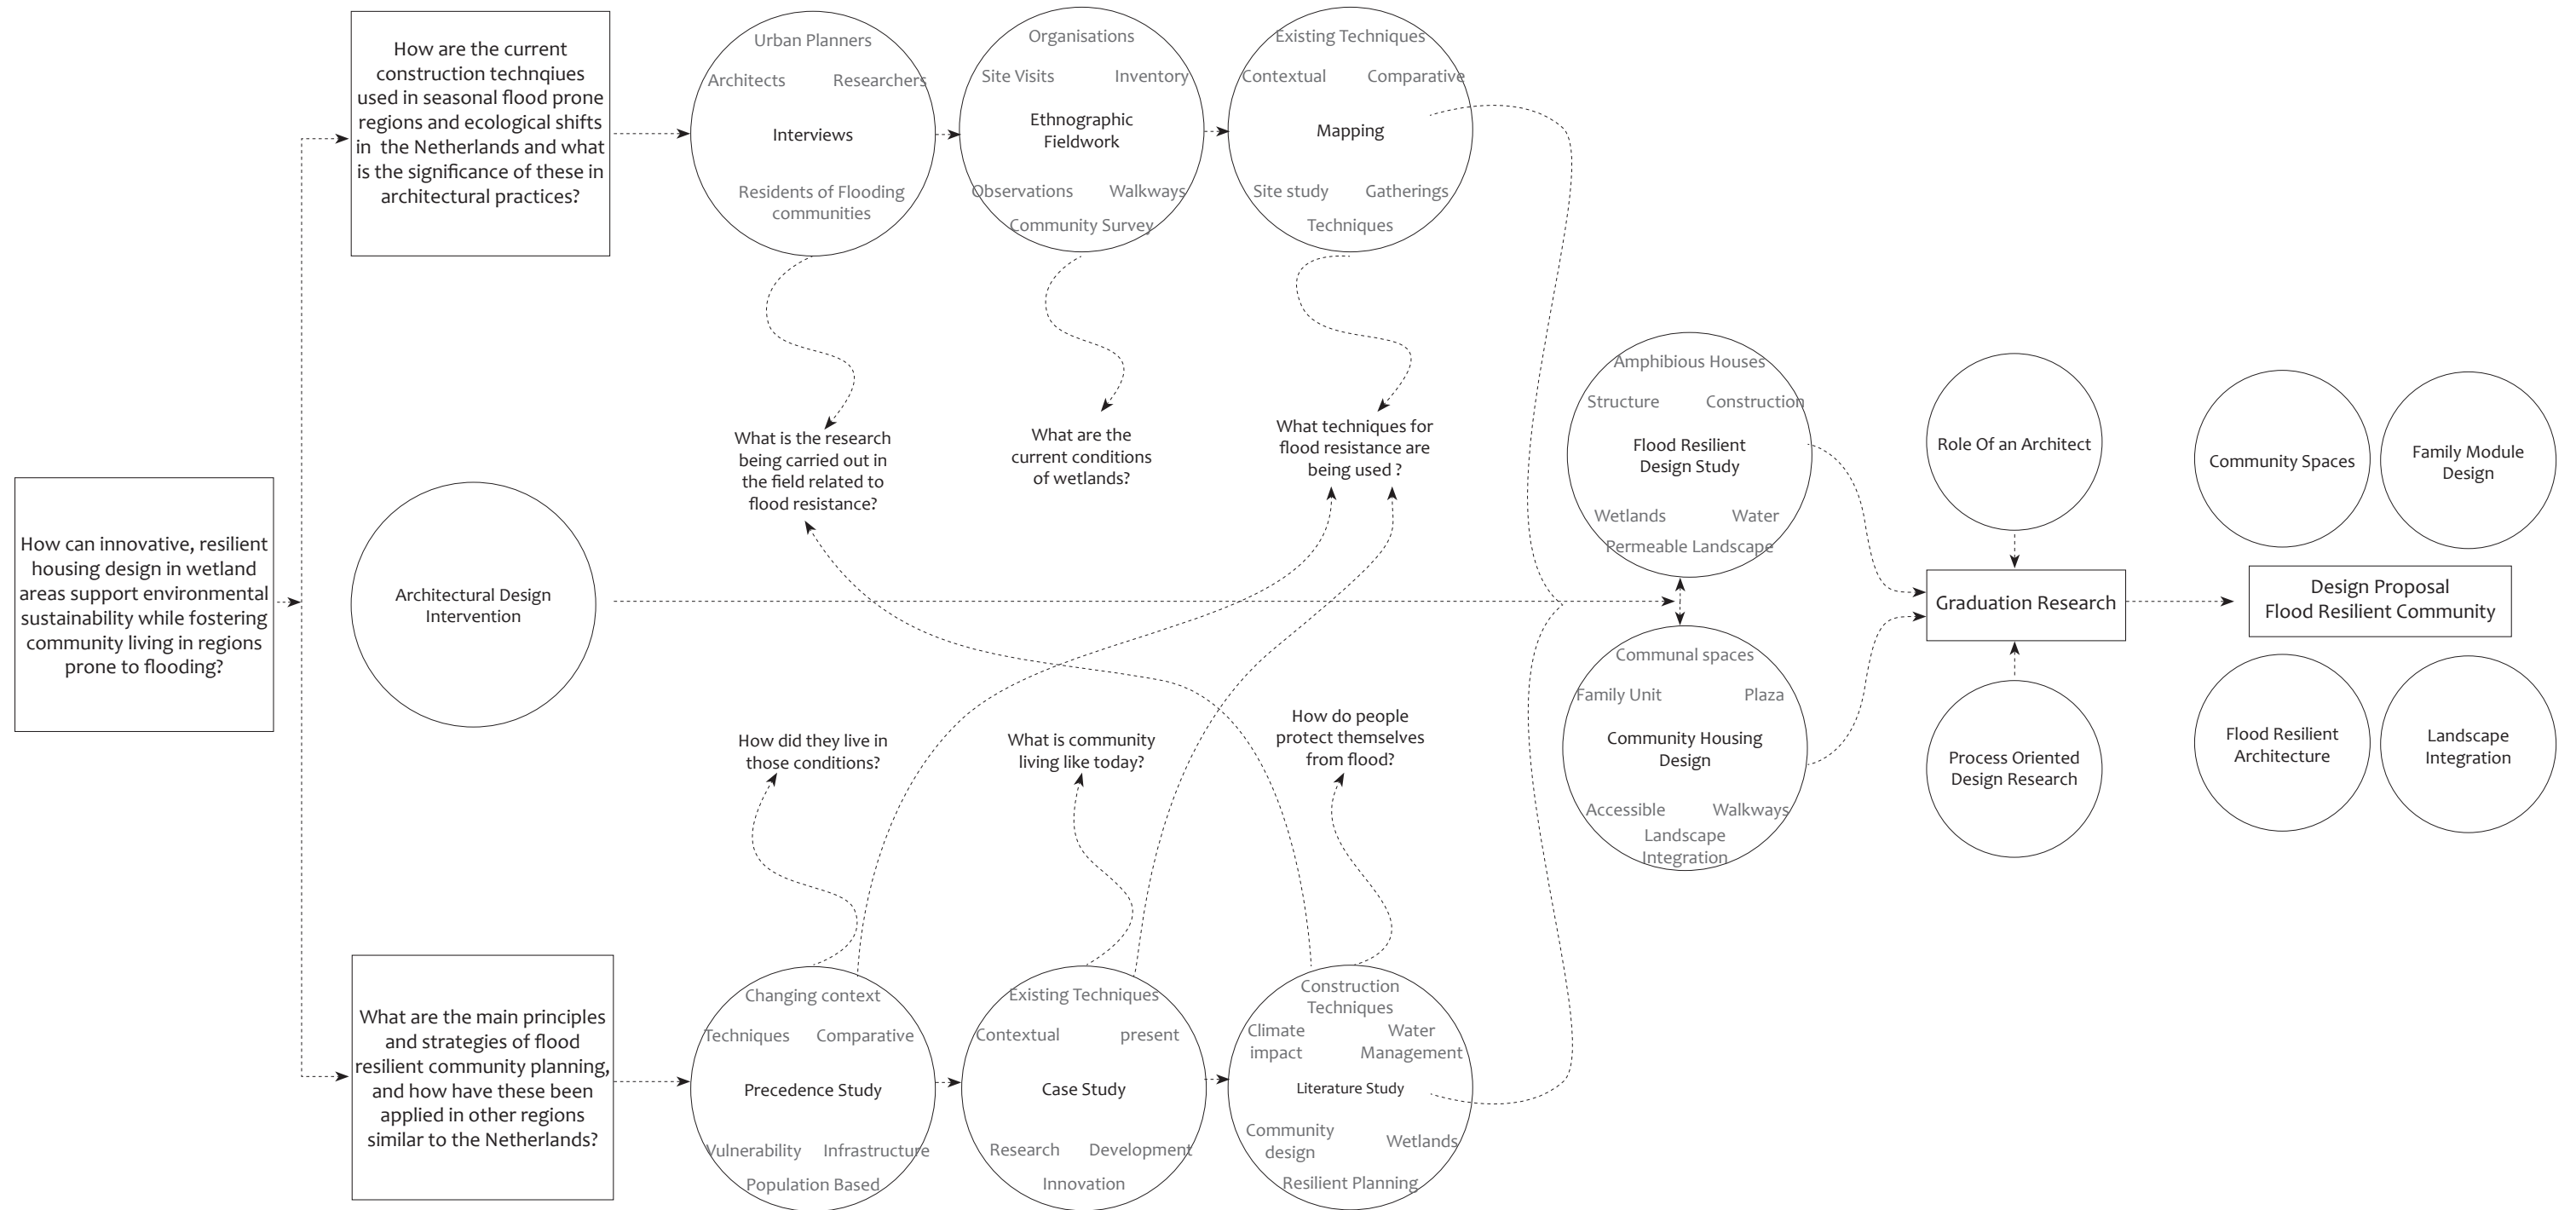 How can innovative, resilient
housing design in wetland
areas support environmental
sustainability while fostering
community living in regions
prone to flooding?
How are the current
construction technqiues
used in seasonal flood prone
regions and ecological shifts
in the Netherlands and what
is the significance of these in
architectural practices?
Architectural Design
Intervention
What are the main principles
and strategies of flood
resilient community planning,
and how have these been
applied in other regions
similar to the Netherlands?
Urban Planners
Architects
Researchers
Interviews
Residents of Flooding
communities
Organisations
Site Visits
Inventory
Ethnographic
Fieldwork
Observations
Walkways
Community Survey
Existing Techniques
Contextual
Comparative
Mapping
Site study
Gatherings
Techniques
What is the research
being carried out in
the field related to
flood resistance?
What are the
current conditions
of wetlands?
What techniques for
flood resistance are
being used ?
How did they live in
those conditions?
What is community
living like today?
How do people
protect themselves
from flood?
Changing context
Techniques
Comparative
Precedence Study
Vulnerability
Infrastructure
Population Based
Existing Techniques
Contextual
present
Case Study
Research
Development
Innovation
Construction
Techniques
Climate
impact
Water
Management
Literature Study
Community
design
Wetlands
Resilient Planning
Amphibious Houses
Structure
Construction
Flood Resilient
Design Study
Wetlands
Water
Permeable Landscape
Communal spaces
Family Unit
Plaza
Community Housing
Design
Accessible
Walkways
Landscape
Integration
Role Of an Architect
Graduation Research
Process Oriented
Design Research
Community Spaces
Family Module
Design
Design Proposal
Flood Resilient Community
Flood Resilient
Architecture
Landscape
Integration